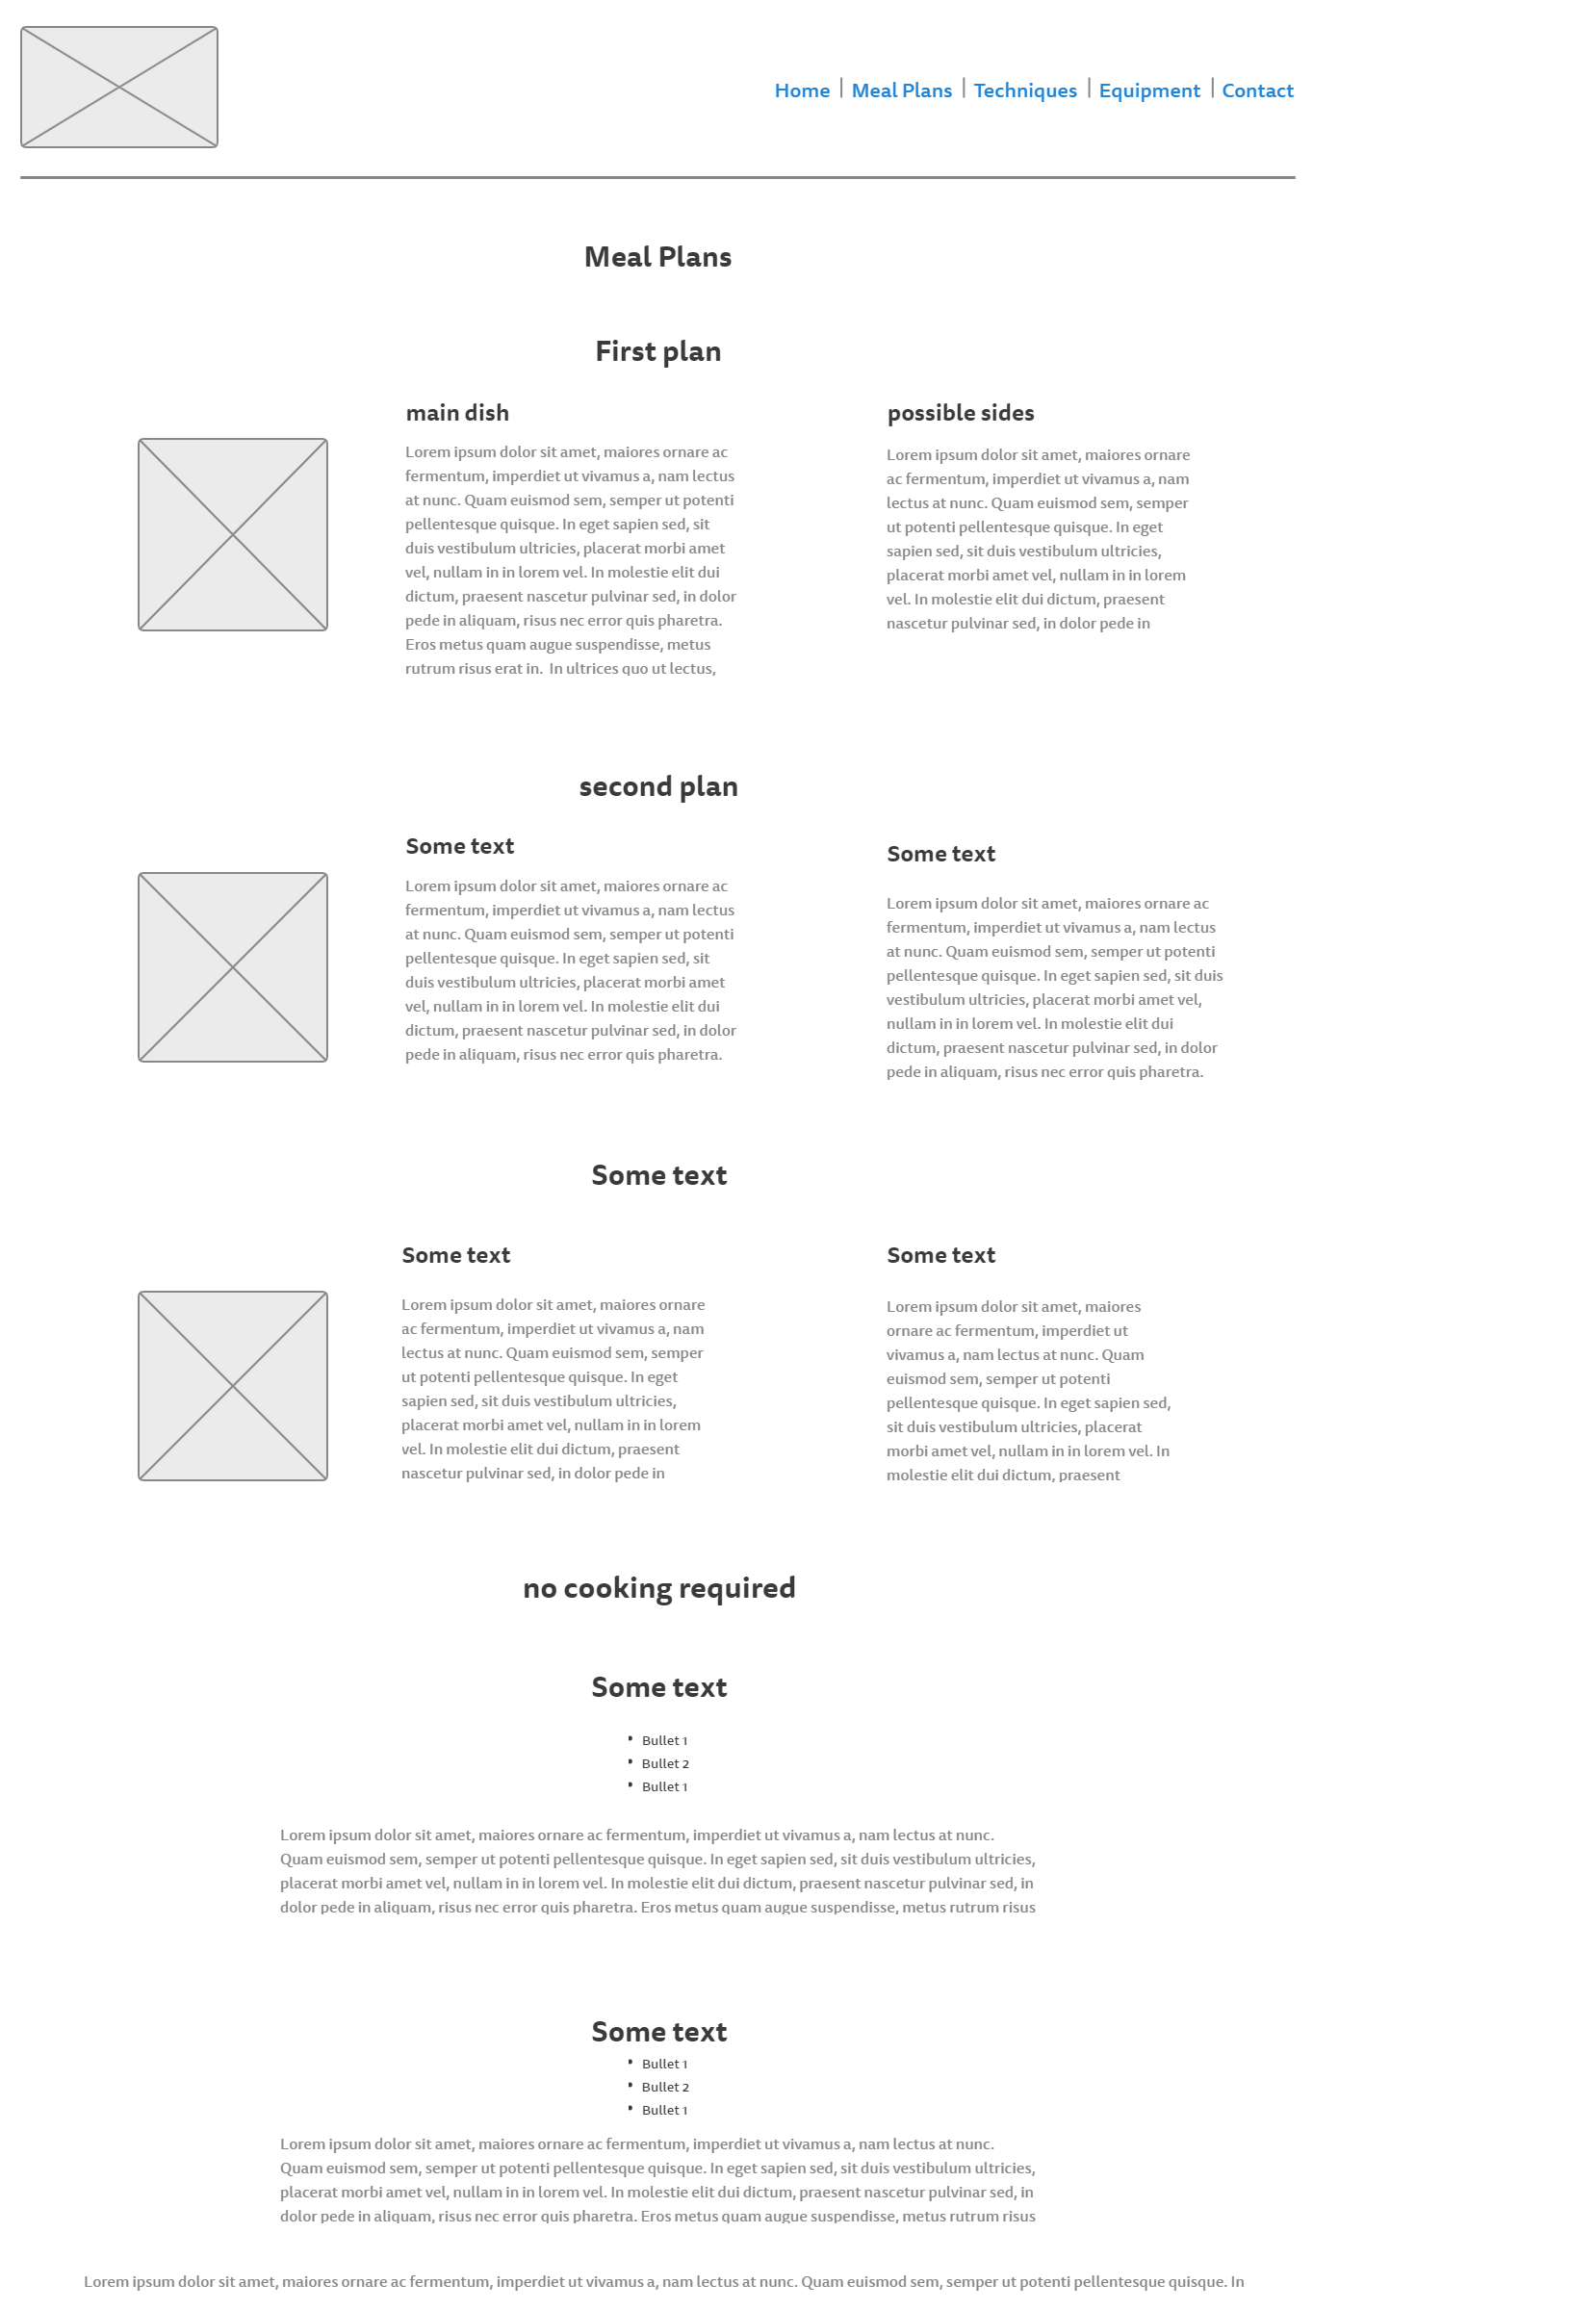 Home | Meal Plans | Techniques | Equipment | Contact
Meal Plans
First plan
main dish
Lorem ipsum dolor sit amet, maiores ornare ac
fermentum, imperdiet ut vivamus a, nam lectus
at nunc. Quam euismod sem, semper ut potenti
pellentesque quisque. In eget sapien sed, sit
duis vestibulum ultricies, placerat morbi amet
vel, nullam in in lorem vel. In molestie elit dui
dictum, praesent nascetur pulvinar sed, in dolor
pede in aliquam, risus nec error quis pharetra.
Eros metus quam augue suspendisse, metus
rutrum risus erat in.  In ultrices quo ut lectus,
possible sides
Lorem ipsum dolor sit amet, maiores ornare
ac fermentum, imperdiet ut vivamus a, nam
lectus at nunc. Quam euismod sem, semper
ut potenti pellentesque quisque. In eget
sapien sed, sit duis vestibulum ultricies,
placerat morbi amet vel, nullam in in lorem
vel. In molestie elit dui dictum, praesent
nascetur pulvinar sed, in dolor pede in
second plan
Some text
Lorem ipsum dolor sit amet, maiores ornare ac
fermentum, imperdiet ut vivamus a, nam lectus
at nunc. Quam euismod sem, semper ut potenti
pellentesque quisque. In eget sapien sed, sit
duis vestibulum ultricies, placerat morbi amet
vel, nullam in in lorem vel. In molestie elit dui
dictum, praesent nascetur pulvinar sed, in dolor
pede in aliquam, risus nec error quis pharetra.
Some text
Lorem ipsum dolor sit amet, maiores ornare ac
fermentum, imperdiet ut vivamus a, nam lectus
at nunc. Quam euismod sem, semper ut potenti
pellentesque quisque. In eget sapien sed, sit duis
vestibulum ultricies, placerat morbi amet vel,
nullam in in lorem vel. In molestie elit dui
dictum, praesent nascetur pulvinar sed, in dolor
pede in aliquam, risus nec error quis pharetra.
Some text
Some text
Lorem ipsum dolor sit amet, maiores ornare
ac fermentum, imperdiet ut vivamus a, nam
lectus at nunc. Quam euismod sem, semper
ut potenti pellentesque quisque. In eget
sapien sed, sit duis vestibulum ultricies,
placerat morbi amet vel, nullam in in lorem
vel. In molestie elit dui dictum, praesent
nascetur pulvinar sed, in dolor pede in
Some text
Lorem ipsum dolor sit amet, maiores
ornare ac fermentum, imperdiet ut
vivamus a, nam lectus at nunc. Quam
euismod sem, semper ut potenti
pellentesque quisque. In eget sapien sed,
sit duis vestibulum ultricies, placerat
morbi amet vel, nullam in in lorem vel. In
molestie elit dui dictum, praesent
no cooking required
Some text
• Bullet 1
• Bullet 2
• Bullet 1
Lorem ipsum dolor sit amet, maiores ornare ac fermentum, imperdiet ut vivamus a, nam lectus at nunc.
Quam euismod sem, semper ut potenti pellentesque quisque. In eget sapien sed, sit duis vestibulum ultricies,
placerat morbi amet vel, nullam in in lorem vel. In molestie elit dui dictum, praesent nascetur pulvinar sed, in
dolor pede in aliquam, risus nec error quis pharetra. Eros metus quam augue suspendisse, metus rutrum risus
Some text
• Bullet 1
• Bullet 2
• Bullet 1
Lorem ipsum dolor sit amet, maiores ornare ac fermentum, imperdiet ut vivamus a, nam lectus at nunc.
Quam euismod sem, semper ut potenti pellentesque quisque. In eget sapien sed, sit duis vestibulum ultricies,
placerat morbi amet vel, nullam in in lorem vel. In molestie elit dui dictum, praesent nascetur pulvinar sed, in
dolor pede in aliquam, risus nec error quis pharetra. Eros metus quam augue suspendisse, metus rutrum risus
Lorem ipsum dolor sit amet, maiores ornare ac fermentum, imperdiet ut vivamus a, nam lectus at nunc. Quam euismod sem, semper ut potenti pellentesque quisque. In